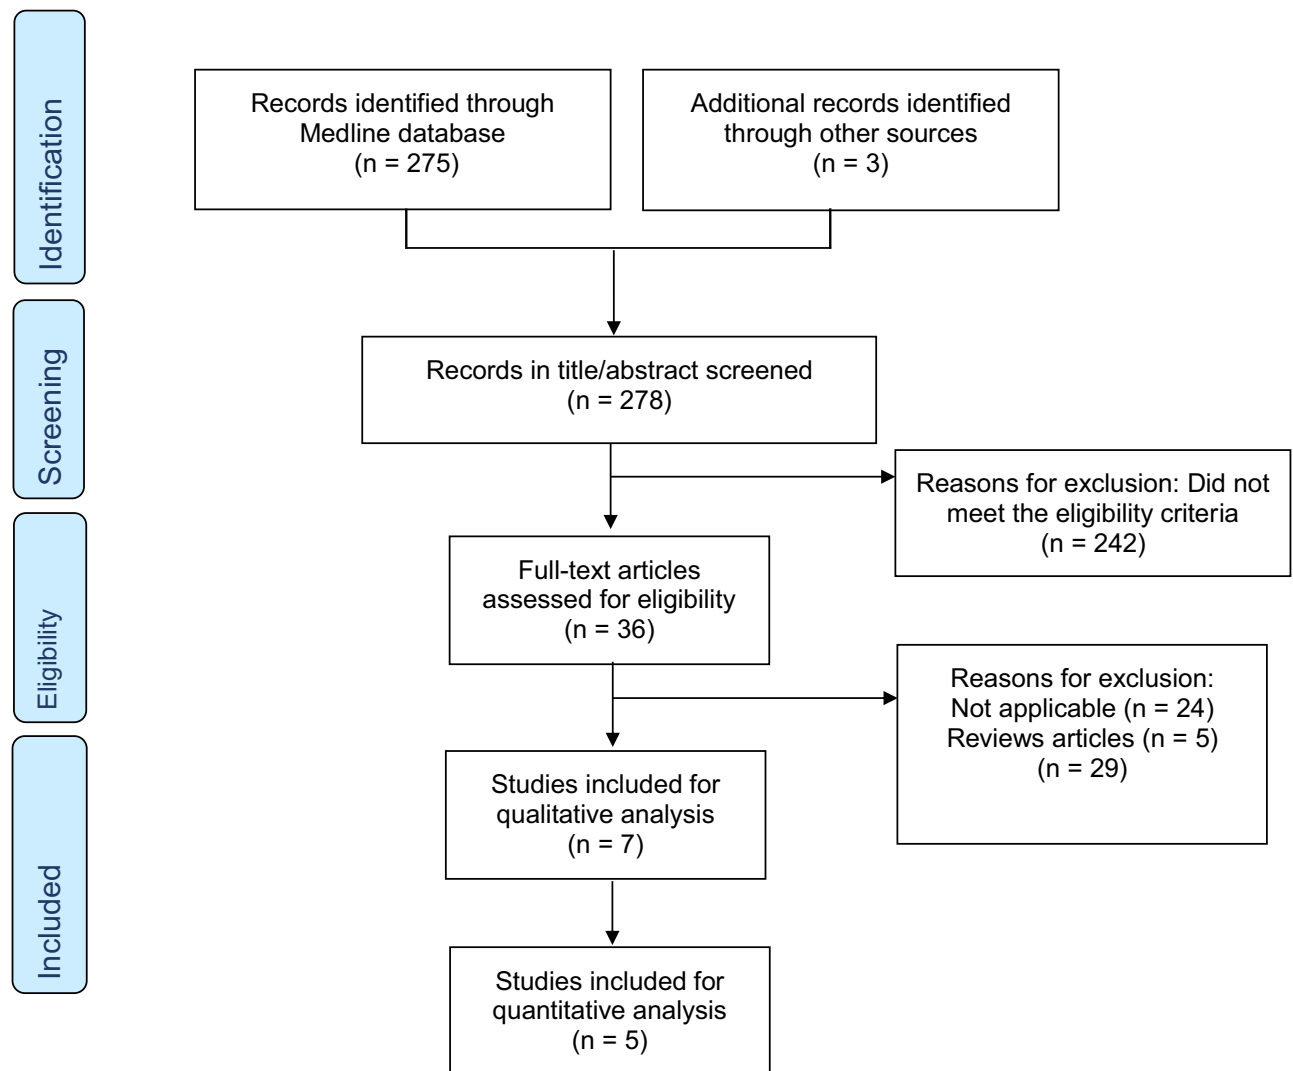 Identification
Records identified through
Medline database
(n = 275)
Additional records identified
through other sources
(n = 3)
Screening
Records in title/abstract screened
(n = 278)
Reasons for exclusion: Did not
meet the eligibility criteria
(n = 242)
Eligibility
Full-text articles
assessed for eligibility
(n = 36)
Reasons for exclusion:
Not applicable (n = 24)
Reviews articles (n = 5)
(n = 29)
Included
Studies included for
qualitative analysis
(n = 7)
Studies included for
quantitative analysis
(n = 5)